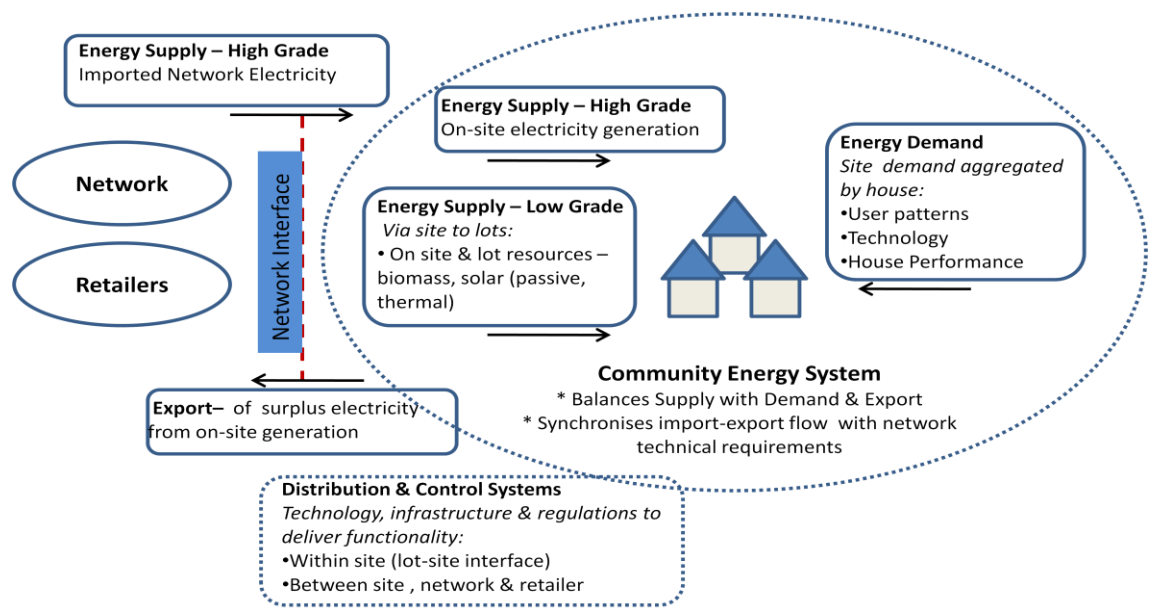 Energy Supply – High Grade
Imported Network Electricity
Network
Retailers
Network Interface
Export– of surplus electricity
from on-site generation
Energy Supply – High Grade
On-site electricity generation
Energy Supply – Low Grade
Via site to lots:
• On site & lot resources –
biomass, solar (passive,
thermal)
Energy Demand
Site demand aggregated
by house:
•User patterns
•Technology
•House Performance
Community Energy System
* Balances Supply with Demand & Export
* Synchronises import-export flow with network
technical requirements
Distribution & Control Systems
Technology, infrastructure & regulations to
deliver functionality:
•Within site (lot-site interface)
•Between site , network & retailer